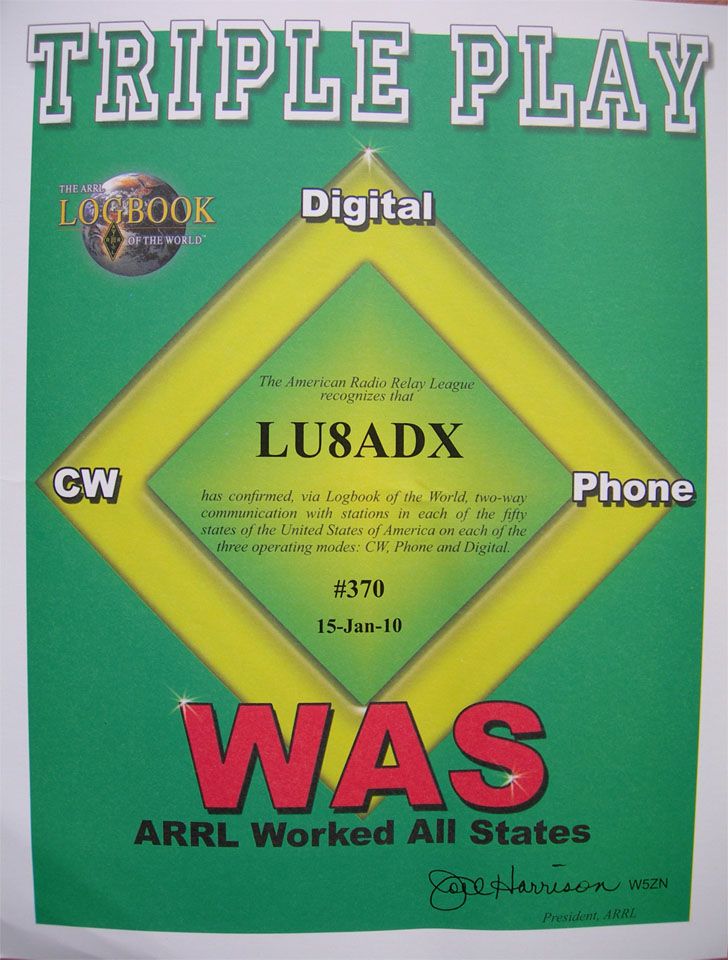 TRIPLE PLAY
THE ARRL
LOGBOOK
OF THE WORLD™
Digital
The American Radio Relay League
recognizes that
LU8ADX
CW
Phone
has confirmed, via Logbook of the World, two-way
communication with stations in each of the fifty
states of the United States of America on each of the
three operating modes: CW, Phone and Digital.
#370
15-Jan-10
WAS
ARRL Worked All States
Joel Harrison W5ZN
President, ARRL